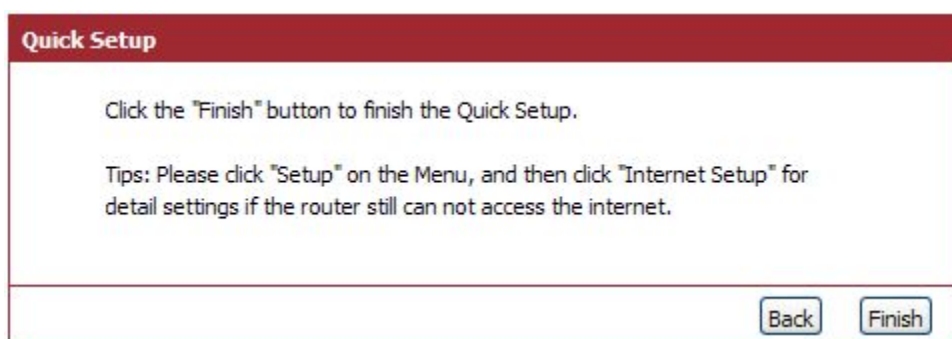 Quick Setup
Click the "Finish" button to finish the Quick Setup.
Tips: Please click "Setup" on the Menu, and then click "Internet Setup" for
detail settings if the router still can not access the internet.
Back Finish